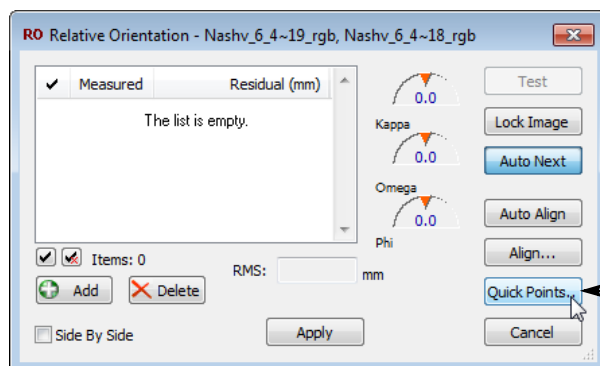 RO Relative Orientation - Nashv_6_4~19_rgb, Nashv_6_4~18_rgb
Measured Residual (mm)
The list is empty.
0.0
Kappa
0.0
Omega
0.0
Phi
Test
Lock Image
Auto Next
Auto Align
Align...
Quick Points...
Cancel
Items: 0
RMS: mm
Add Delete
Side By Side
Apply